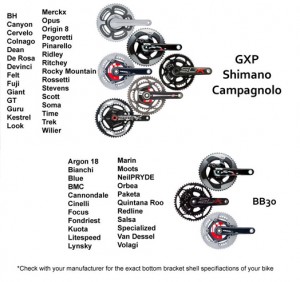 BH
Canyon
Cervelo
Colnago
Dean
De Rosa
Devinci
Felt
Fuji
Giant
GT
Guru
Kestrel
Look
Merckx
Opus
Origin 8
Pegoretti
Pinarello
Ridley
Ritchey
Rocky Mountain
Rossetti
Stevens
Scott
Soma
Time
Trek
Wilier
GXP
Shimano
Campagnolo
Argon 18
Bianchi
Blue
BMC
Cannondale
Cinelli
Focus
Fondriest
Kuota
Litespeed
Lynsky
Marin
Moots
NeilPRYDE
Orbea
Paketa
Quintana Roo
Redline
Salsa
Specialized
Van Dessel
Volagi
BB30
*Check with your manufacturer for the exact bottom bracket shell specifiactions of your bike